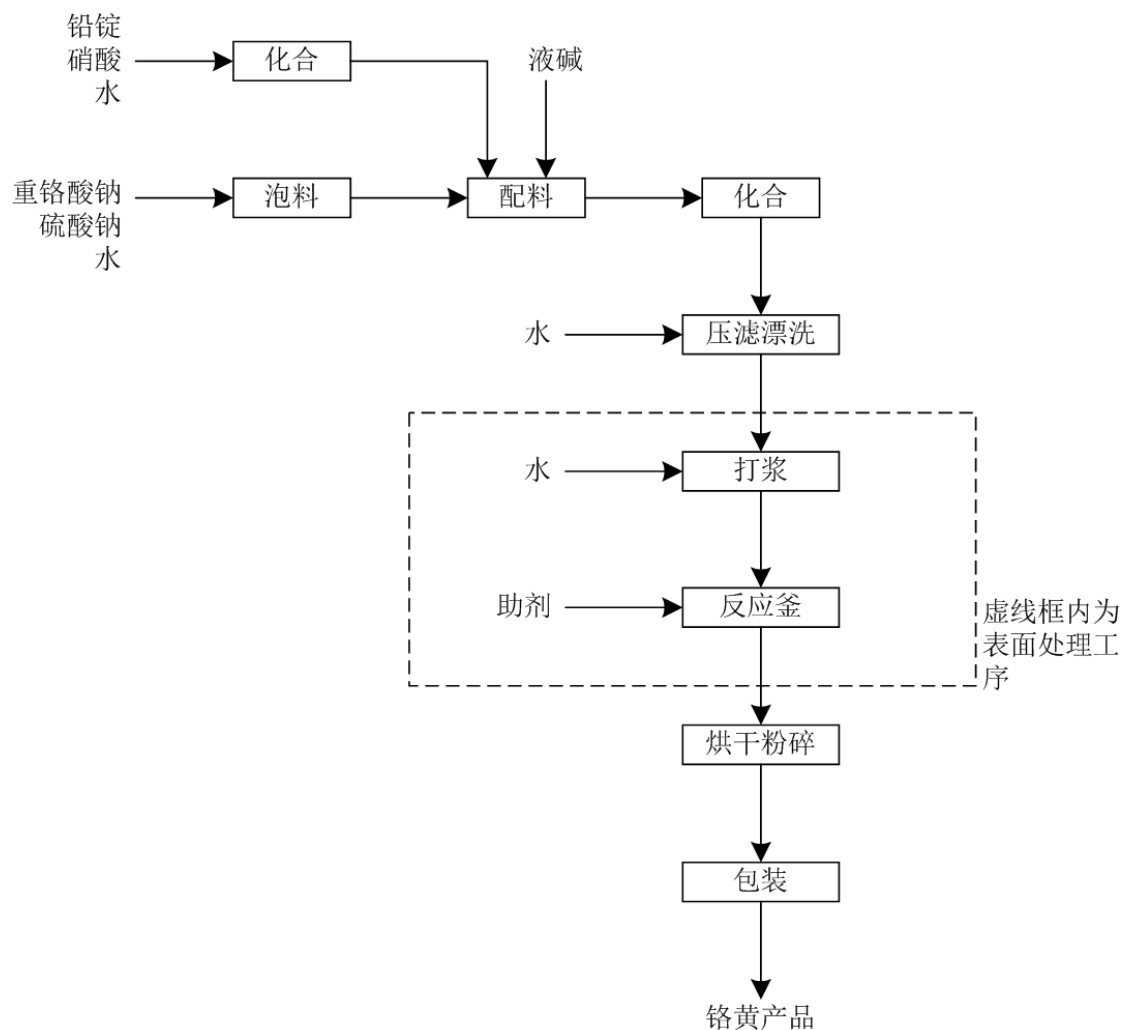 铅锭
硝酸
水
化合
液碱
重铬酸钠
硫酸钠
水
泡料
配料
化合
水
压滤漂洗
水
打浆
助剂
反应釜
虚线框内为
表面处理工
序
烘干粉碎
包装
铬黄产品